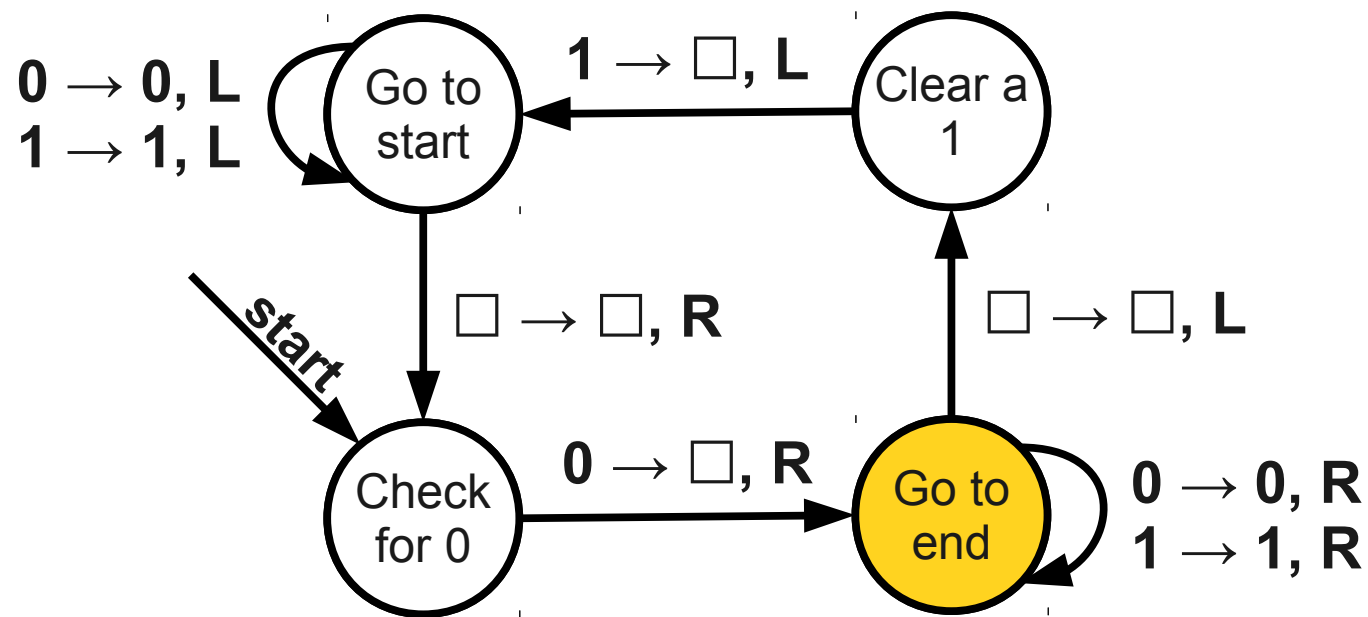 0 → 0, L
1 → 1, L
Go to
start
1 → □, L
Clear a
1
start
□ → □, R
□ → □, L
Check
for 0
0 → □, R
Go to
end
0 → 0, R
1 → 1, R